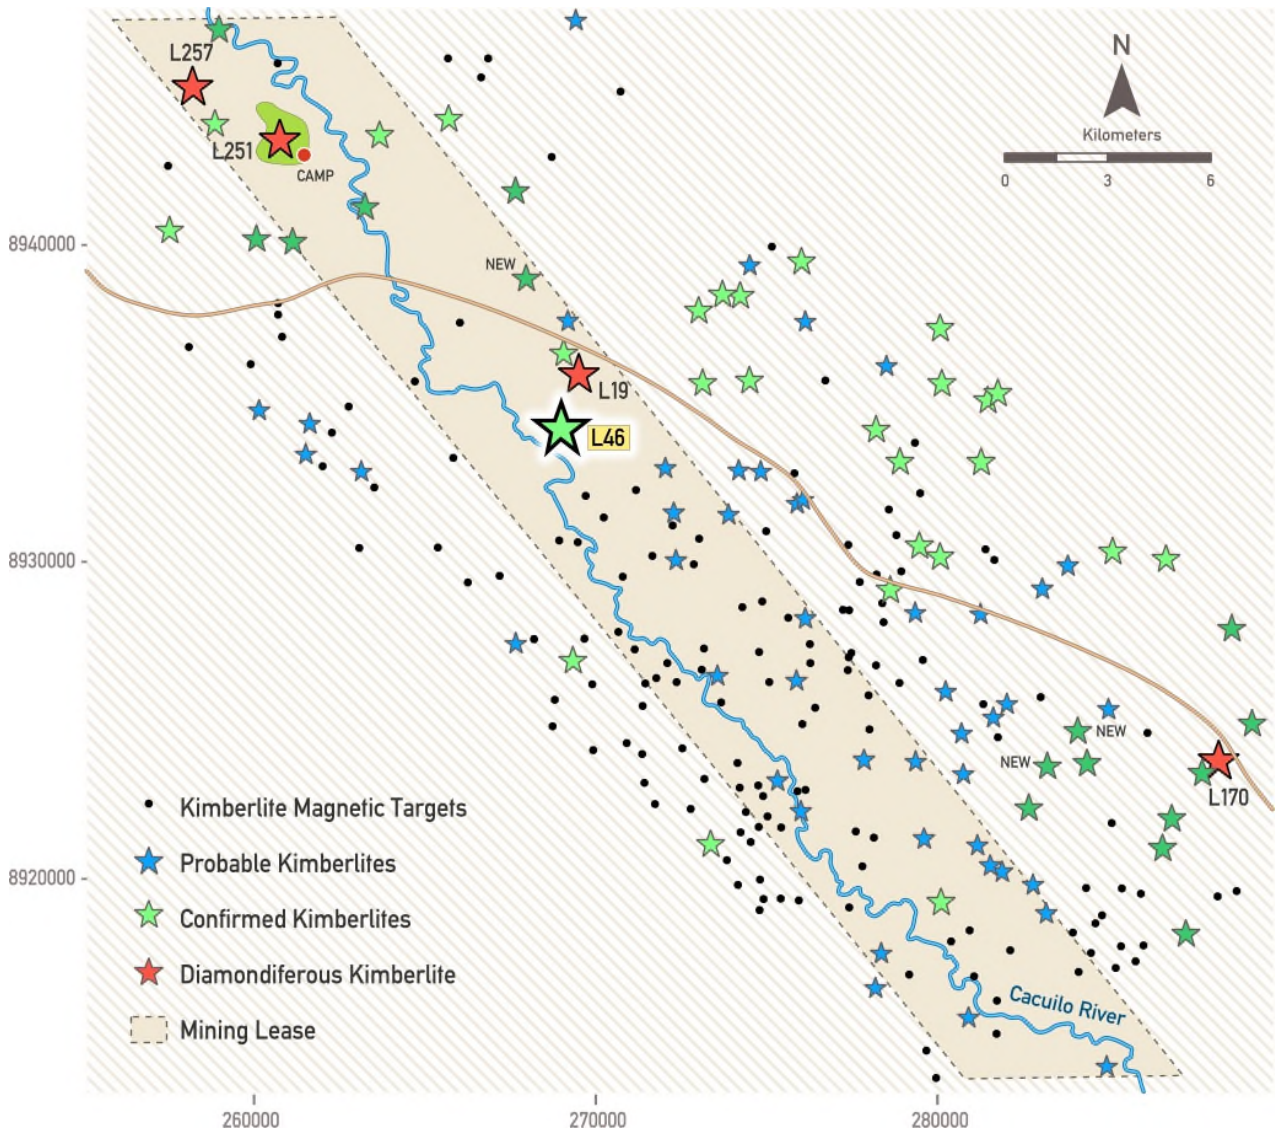 N
Kilometers
0 3 6
L257
L251
CAMP
8940000
NEW
L19
L46
8930000
NEW
NEW
L170
Kimberlite Magnetic Targets
Probable Kimberlites
Confirmed Kimberlites
Diamondiferous Kimberlite
Mining Lease
8920000
Cacuilo River
260000 270000 280000